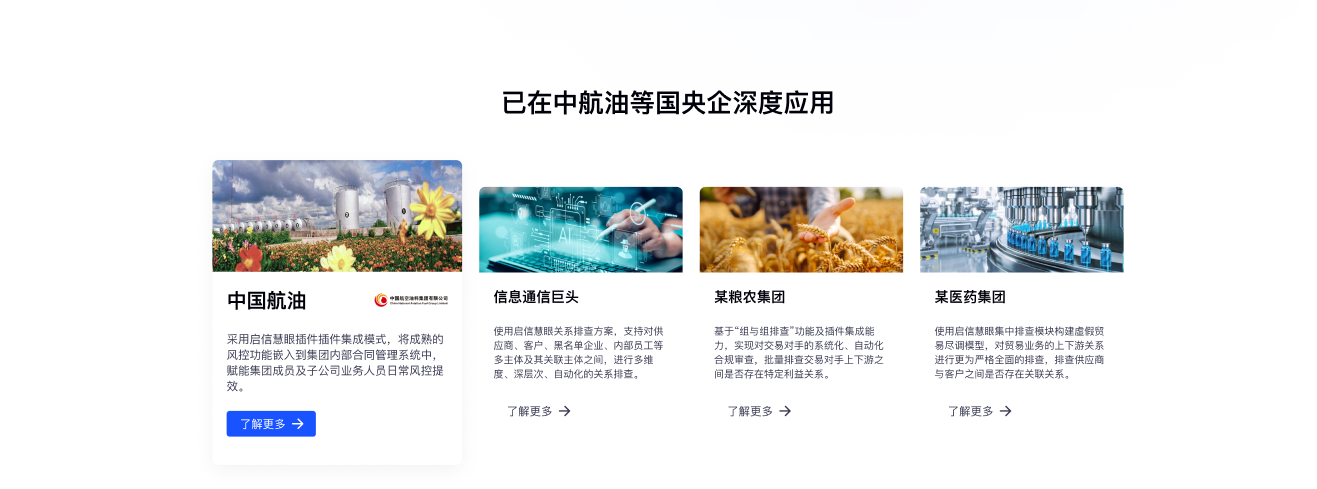 已在中航油等国央企深度应用
中国航油
中国航空油料集团有限公司
China National Aviation Fuel Group Limited
采用启信慧眼插件插件集成模式，将成熟的
风控功能嵌入到集团内部合同管理系统中，
赋能集团成员及子公司业务人员日常风控提
效。
了解更多
AI
信息通信巨头
使用启信慧眼关系排查方案，支持对供
应商、客户、黑名单企业、内部员工等
多主体及其关联主体之间，进行多维
度、深层次、自动化的关系排查。
了解更多
某粮农集团
基于“组与组排查”功能及插件集成能
力，实现对交易对手的系统化、自动化
合规审查，批量排查交易对手上下游之
间是否存在特定利益关系。
了解更多
某医药集团
使用启信慧眼集中排查模块构建虚假贸
易尽调模型，对贸易业务的上下游关系
进行更为严格全面的排查，排查供应商
与客户之间是否存在关联关系。
了解更多